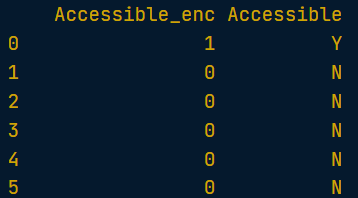 Accessible_enc Accessible
0 1 Y
1 0 N
2 0 N
3 0 N
4 0 N
5 0 N